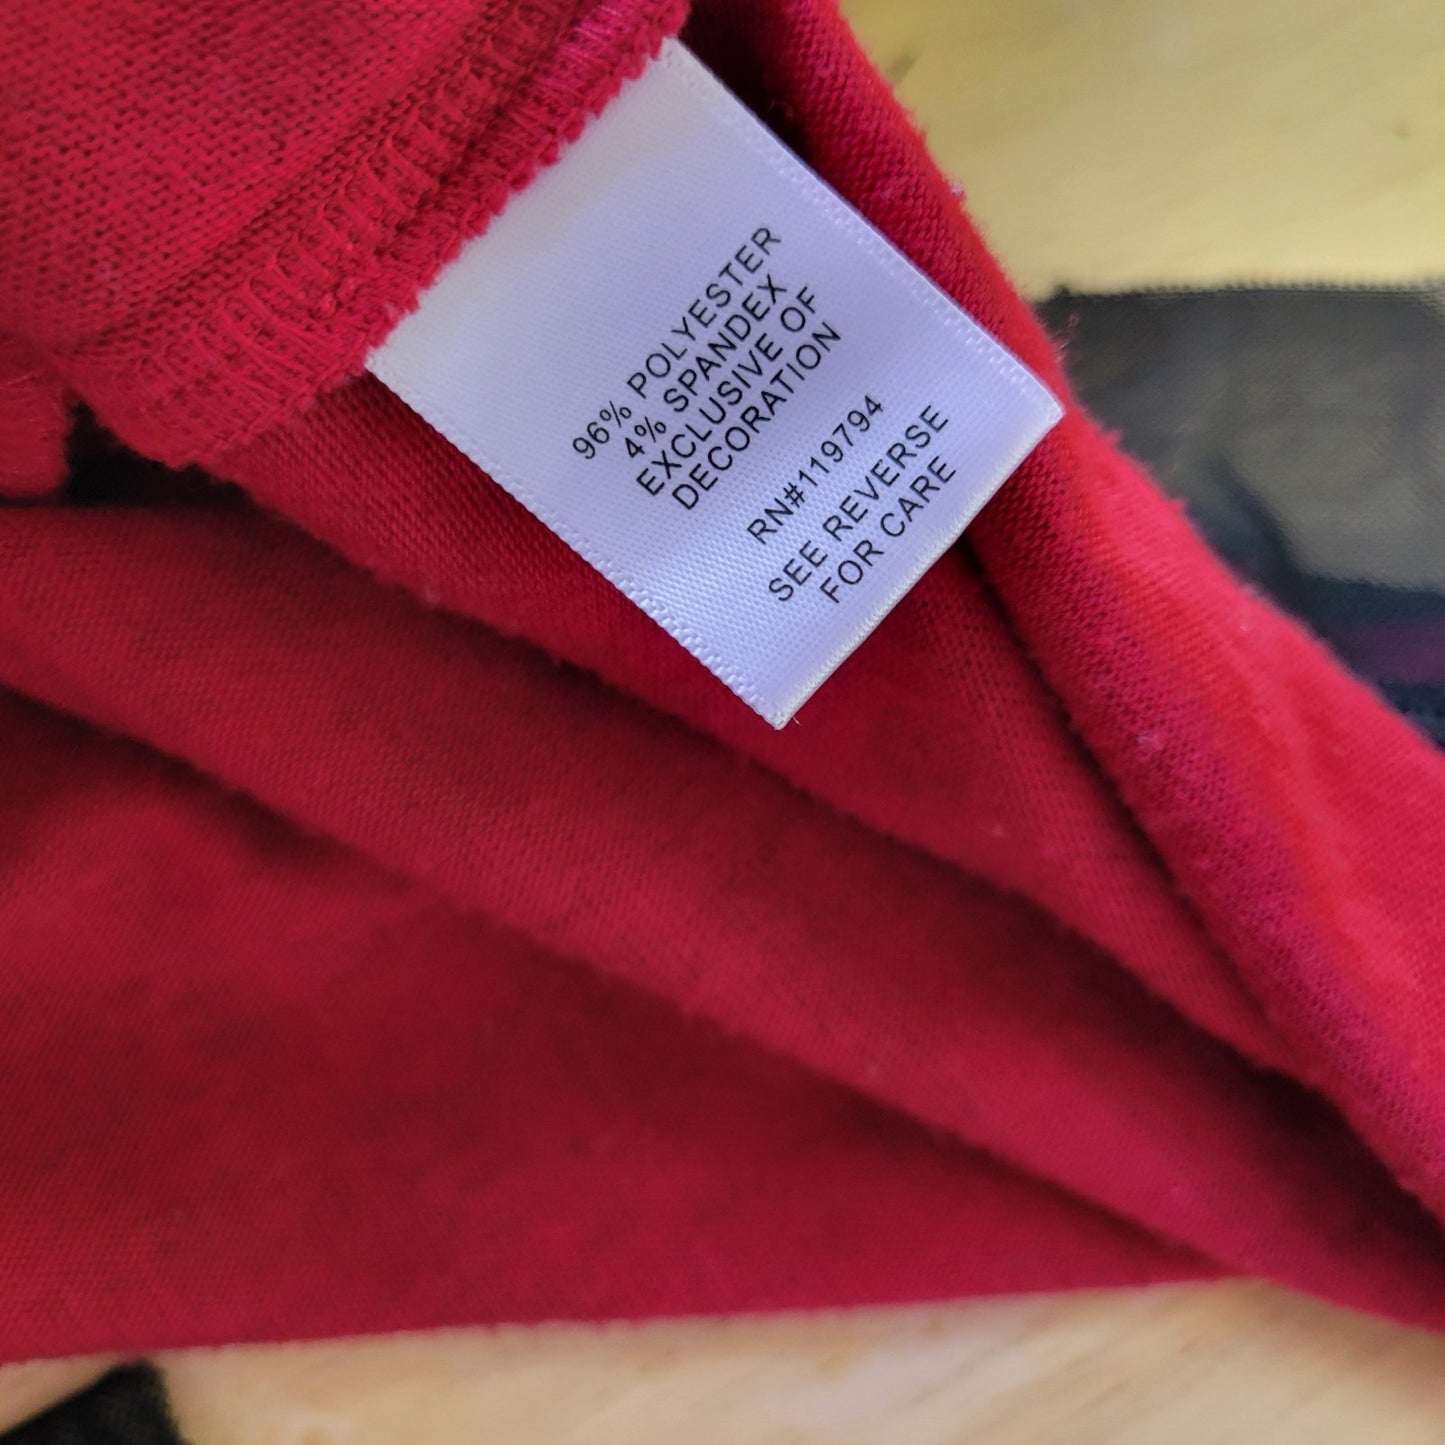 96% POLYESTER
4% SPANDEX
EXCLUSIVE OF
DECORATION
RN#119794
SEE REVERSE
FOR CARE